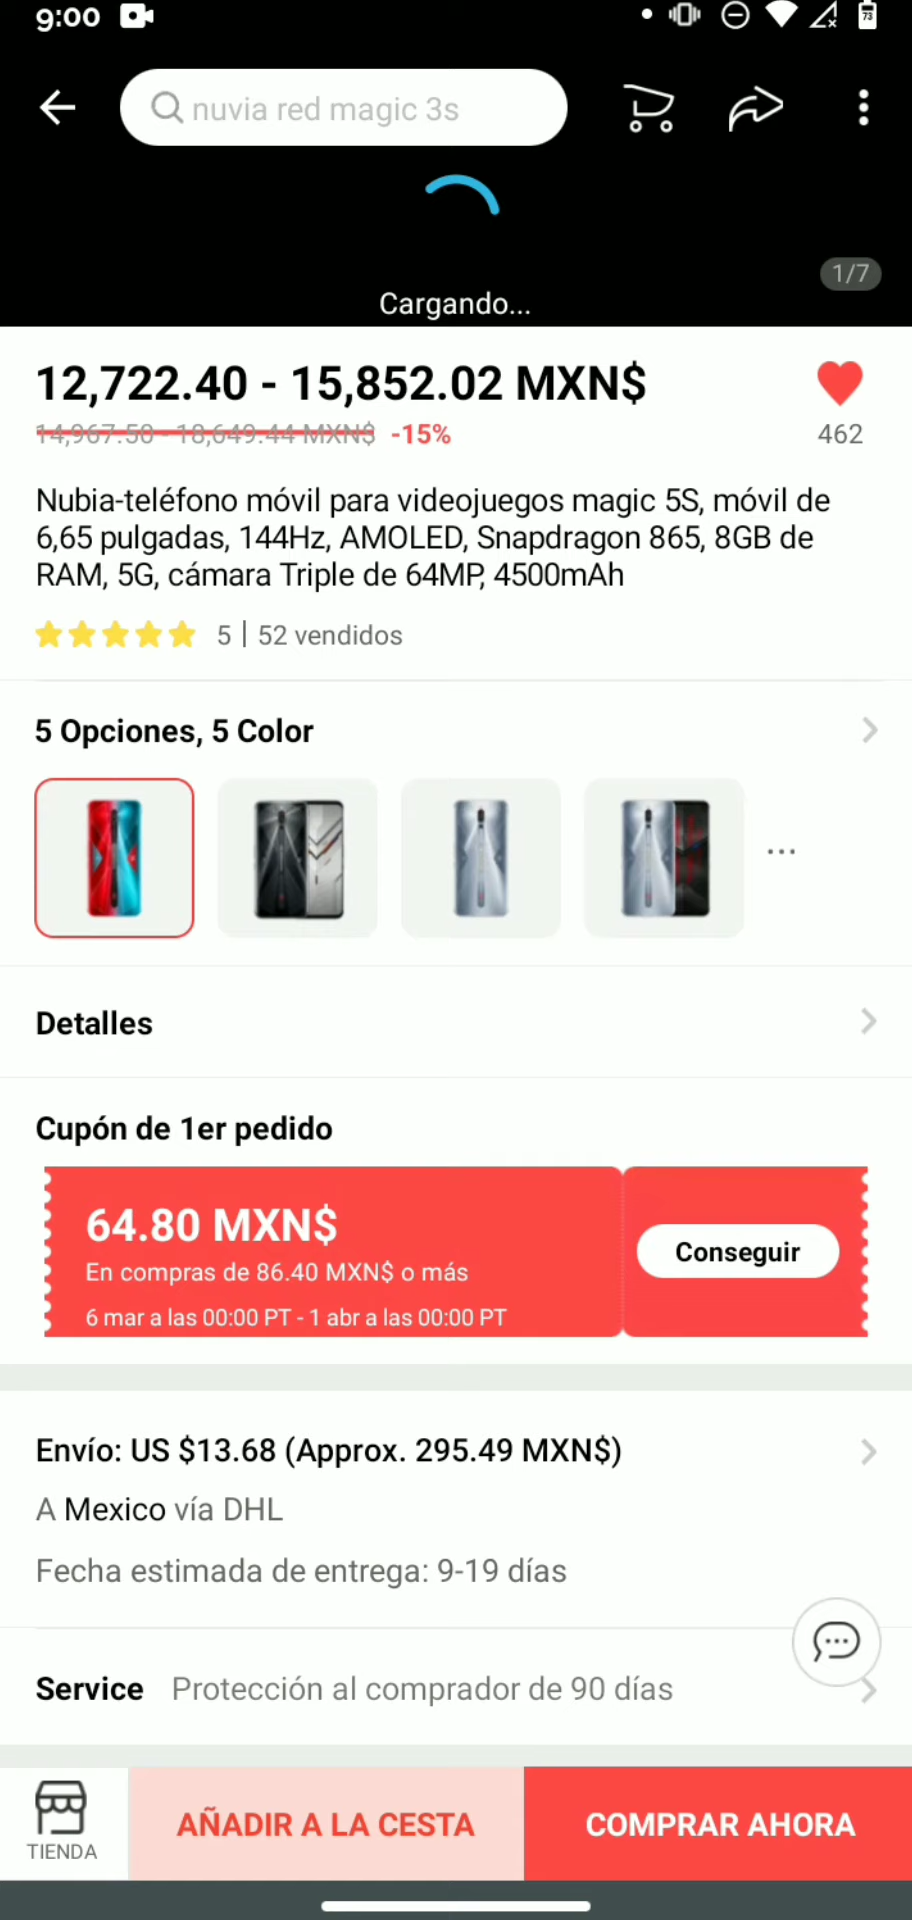 9:00
73
nuvia red magic 3s
1/7
Cargando...
12,722.40 - 15,852.02 MXN$
14,967.50 - 18,649.44 MXN$ -15%
462
Nubia-teléfono móvil para videojuegos magic 5S, móvil de
6,65 pulgadas, 144Hz, AMOLED, Snapdragon 865, 8GB de
RAM, 5G, cámara Triple de 64MP, 4500mAh
5 | 52 vendidos
5 Opciones, 5 Color
...
Detalles
Cupón de 1er pedido
64.80 MXN$
En compras de 86.40 MXN$ o más
6 mar a las 00:00 PT - 1 abr a las 00:00 PT
Conseguir
Envío: US $13.68 (Approx. 295.49 MXN$)
A Mexico vía DHL
Fecha estimada de entrega: 9-19 días
Service Protección al comprador de 90 días
TIENDA
AÑADIR A LA CESTA
COMPRAR AHORA